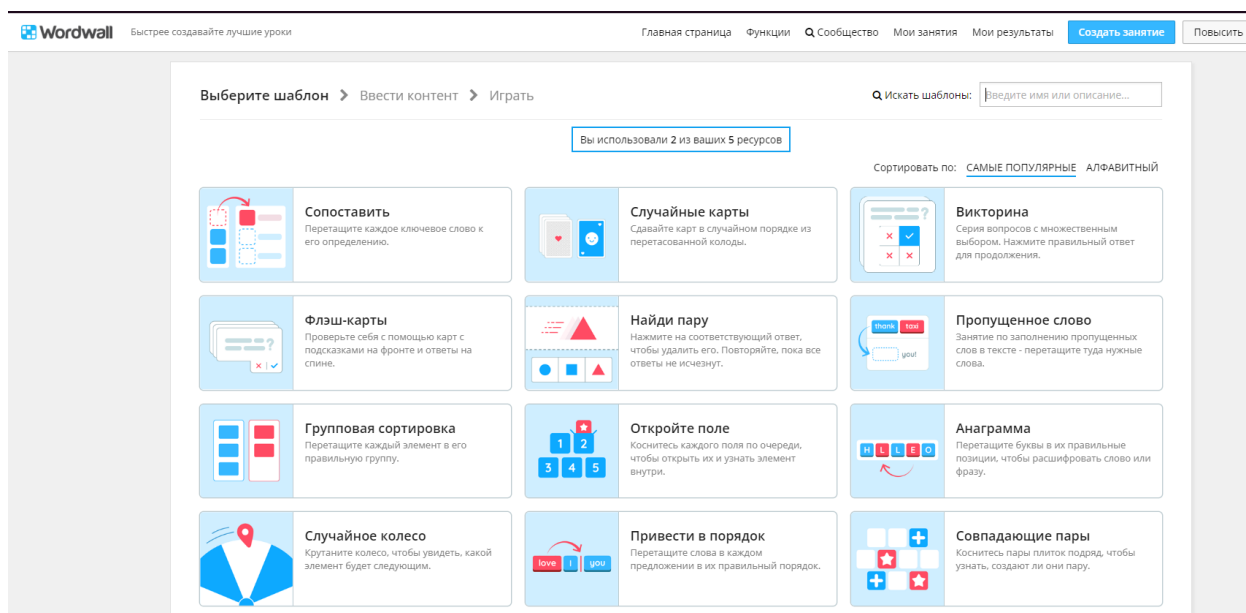 Wordwall Быстрее создавайте лучшие уроки Главная страница Функции Сообщество Мои занятия Мои результаты Создать занятие Повысить
Выберите шаблон Ввести контент Играть Искать шаблоны: Введите имя или описание...
Вы использовали 2 из ваших 5 ресурсов
Сортировать по: САМЫЕ ПОПУЛЯРНЫЕ АЛФАВИТНЫЙ
Сопоставить
Перетащите каждое ключевое слово к
его определению.
Случайные карты
Сдавайте карт в случайном порядке из
перетасованной колоды.
?
Викторина
Серия вопросов с множественным
выбором. Нажмите правильный ответ
для продолжения.
?
Флэш-карты
Проверьте себя с помощью карт с
подсказками на фронте и ответы на
спине.
Найди пару
Нажмите на соответствующий ответ,
чтобы удалить его. Повторяйте, пока все
ответы не исчезнут.
thank taxi
you!
Пропущенное слово
Занятие по заполнению пропущенных
слов в тексте - перетащите туда нужные
слова.
Групповая сортировка
Перетащите каждый элемент в его
правильную группу.
1 2
3 4 5
Откройте поле
Коснитесь каждого поля по очереди,
чтобы открыть их и узнать элемент
внутри.
H L L E O
Анаграмма
Перетащите буквы в их правильные
позиции, чтобы расшифровать слово или
фразу.
Случайное колесо
Крутаните колесо, чтобы увидеть, какой
элемент будет следующим.
love I you
Привести в порядок
Перетащите слова в каждом
предложении в их правильный порядок.
Совпадающие пары
Коснитесь пары плиток подряд, чтобы
узнать, создают ли они пару.